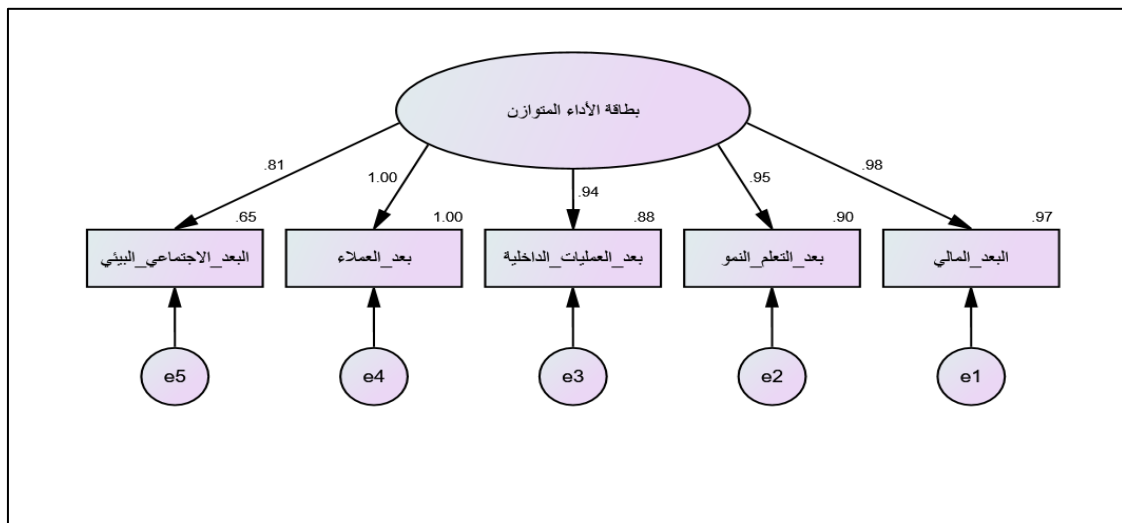 بطاقة الأداء المتوازن
.81
1.00
.94
.95
.98
.65
1.00
.88
.90
.97
البعد_الاجتماعي_البيئي
بعد_العملاء
بعد_العمليات_الداخلية
بعد_التعلم_النمو
البعد_المالي
e5
e4
e3
e2
e1